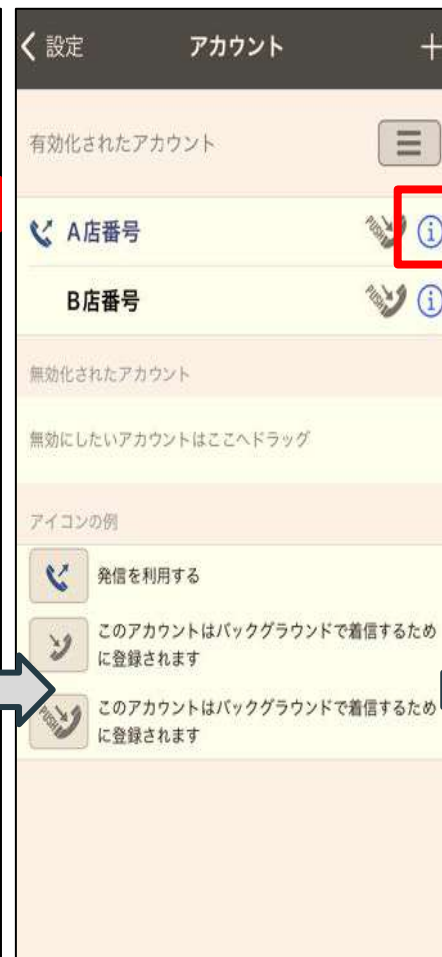 設定 アカウント +
有効化されたアカウント
A店番号 PUSH i
B店番号 PUSH i
無効化されたアカウント
無効にしたいアカウントはここへドラッグ
アイコンの例
発信を利用する
このアカウントはバックグラウンドで着信するため
に登録されます
PUSH このアカウントはバックグラウンドで着信するため
に登録されます